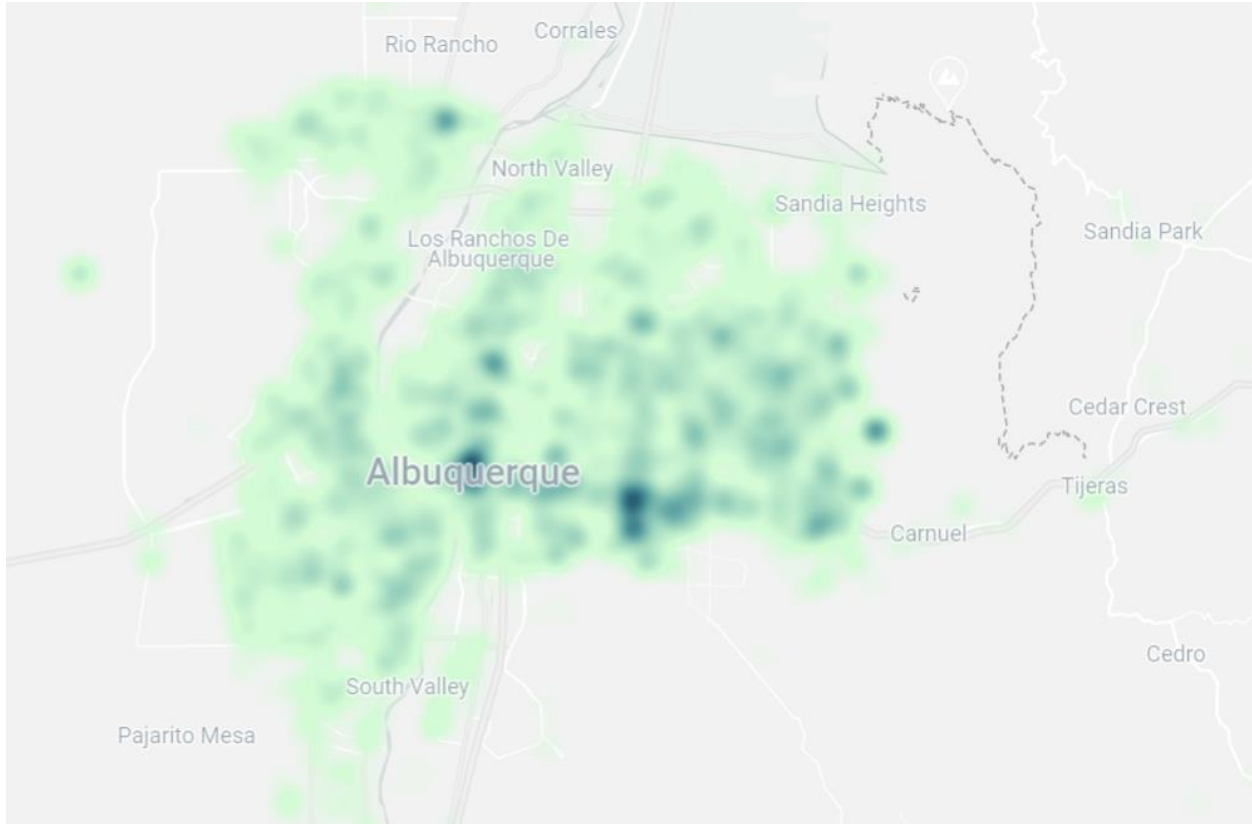 Corrales
Rio Rancho
North Valley
Sandia Heights
Los Ranchos De
Albuquerque
Sandia Park
Cedar Crest
Albuquerque
Tijeras
Carnuel
Cedro
South Valley
Pajarito Mesa